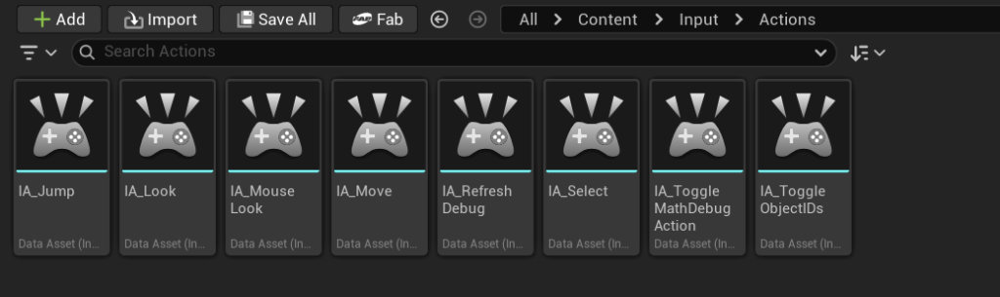 Add Import Save All Fab All > Content > Input > Actions
Search Actions
IA_Jump
Data Asset (In...
IA_Look
Data Asset (In...
IA_Mouse
Look
Data Asset (In...
IA_Move
Data Asset (In...
IA_Refresh
Debug
Data Asset (In...
IA_Select
Data Asset (In...
IA_Toggle
MathDebug
Action
Data Asset (In...
IA_Toggle
ObjectIDs
Data Asset (In...